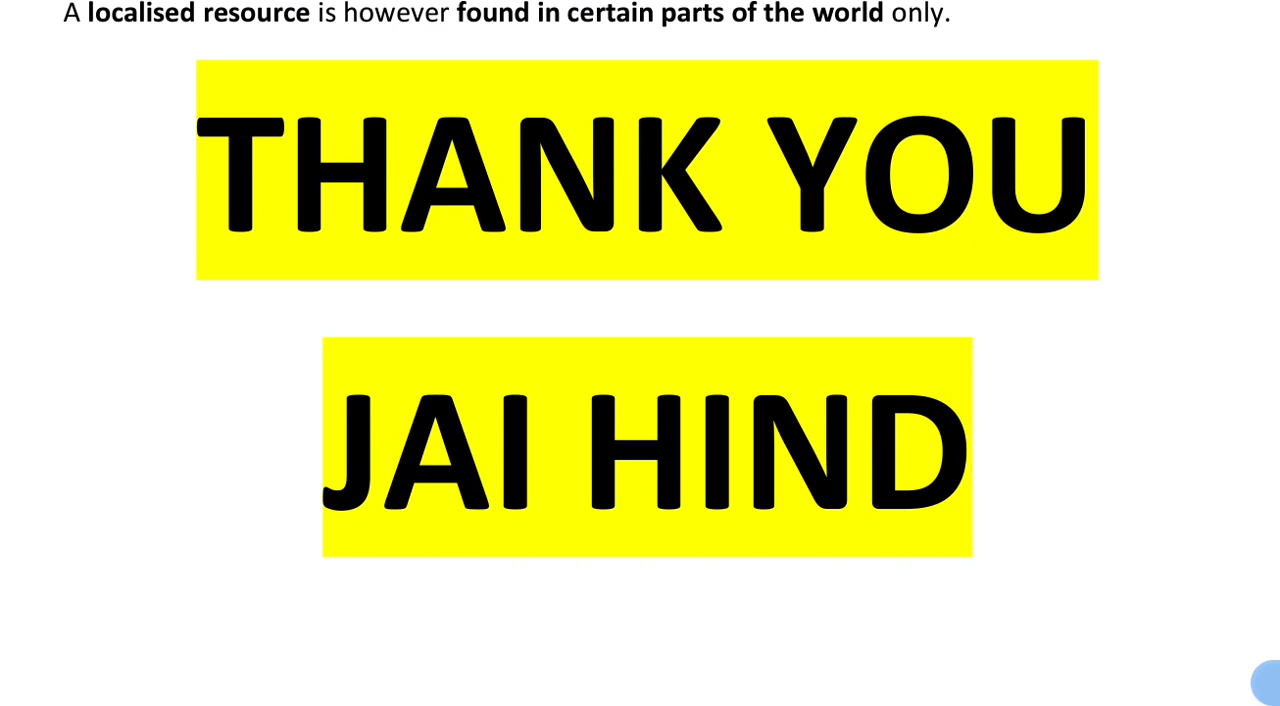 A localised resource is however found in certain parts of the world only.
THANK YOU
JAI HIND